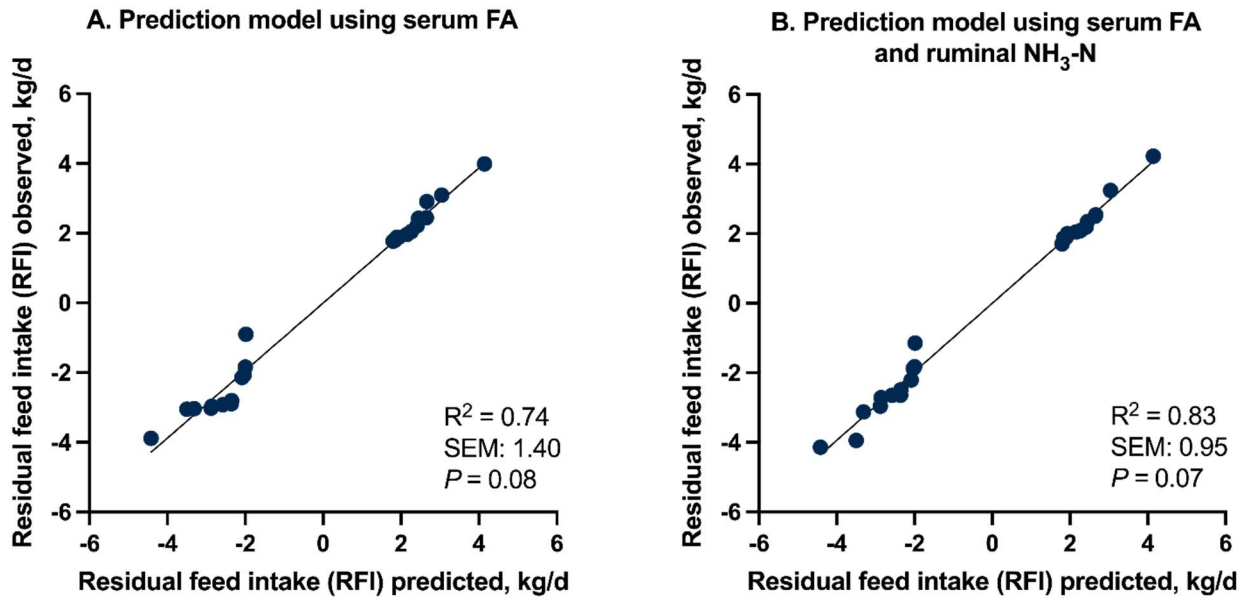 A. Prediction model using serum FA
Residual feed intake (RFI) observed, kg/d
6
4
2
0
-2
-4
-6
-6 -4 -2 0 2 4 6
R2 = 0.74
SEM: 1.40
P = 0.08
Residual feed intake (RFI) predicted, kg/d
B. Prediction model using serum FA
and ruminal NH3-N
Residual feed intake (RFI) observed, kg/d
6
4
2
0
-2
-4
-6
-6 -4 -2 0 2 4 6
R2 = 0.83
SEM: 0.95
P = 0.07
Residual feed intake (RFI) predicted, kg/d